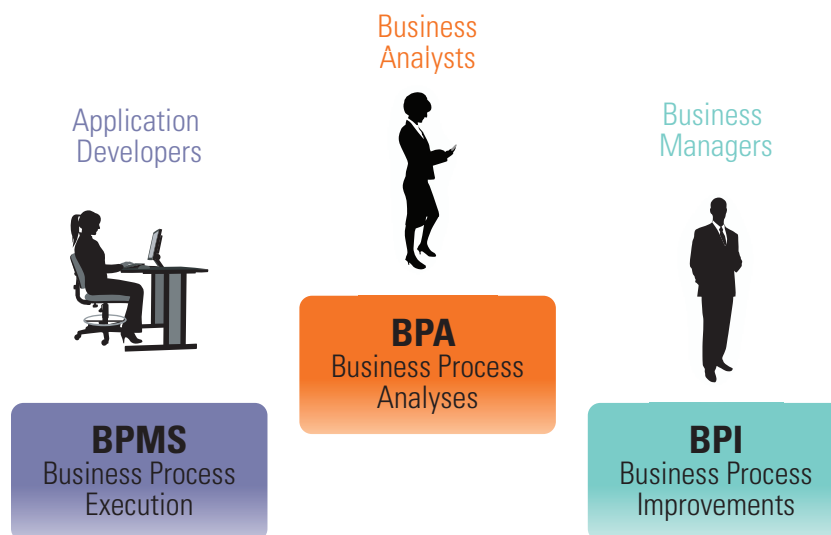 Business
Analysts
Application
Developers
Business
Managers
BPA
Business Process
Analyses
BPMS
Business Process
Execution
BPI
Business Process
Improvements